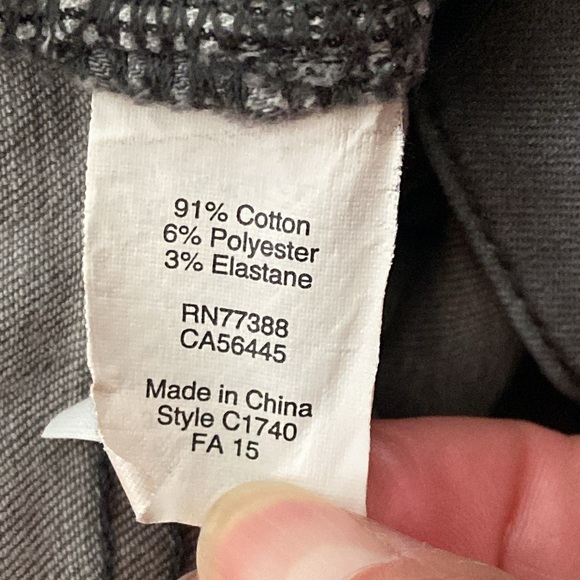 91% Cotton
6% Polyester
3% Elastane
RN77388
CA56445
Made in China
Style C1740
FA 15